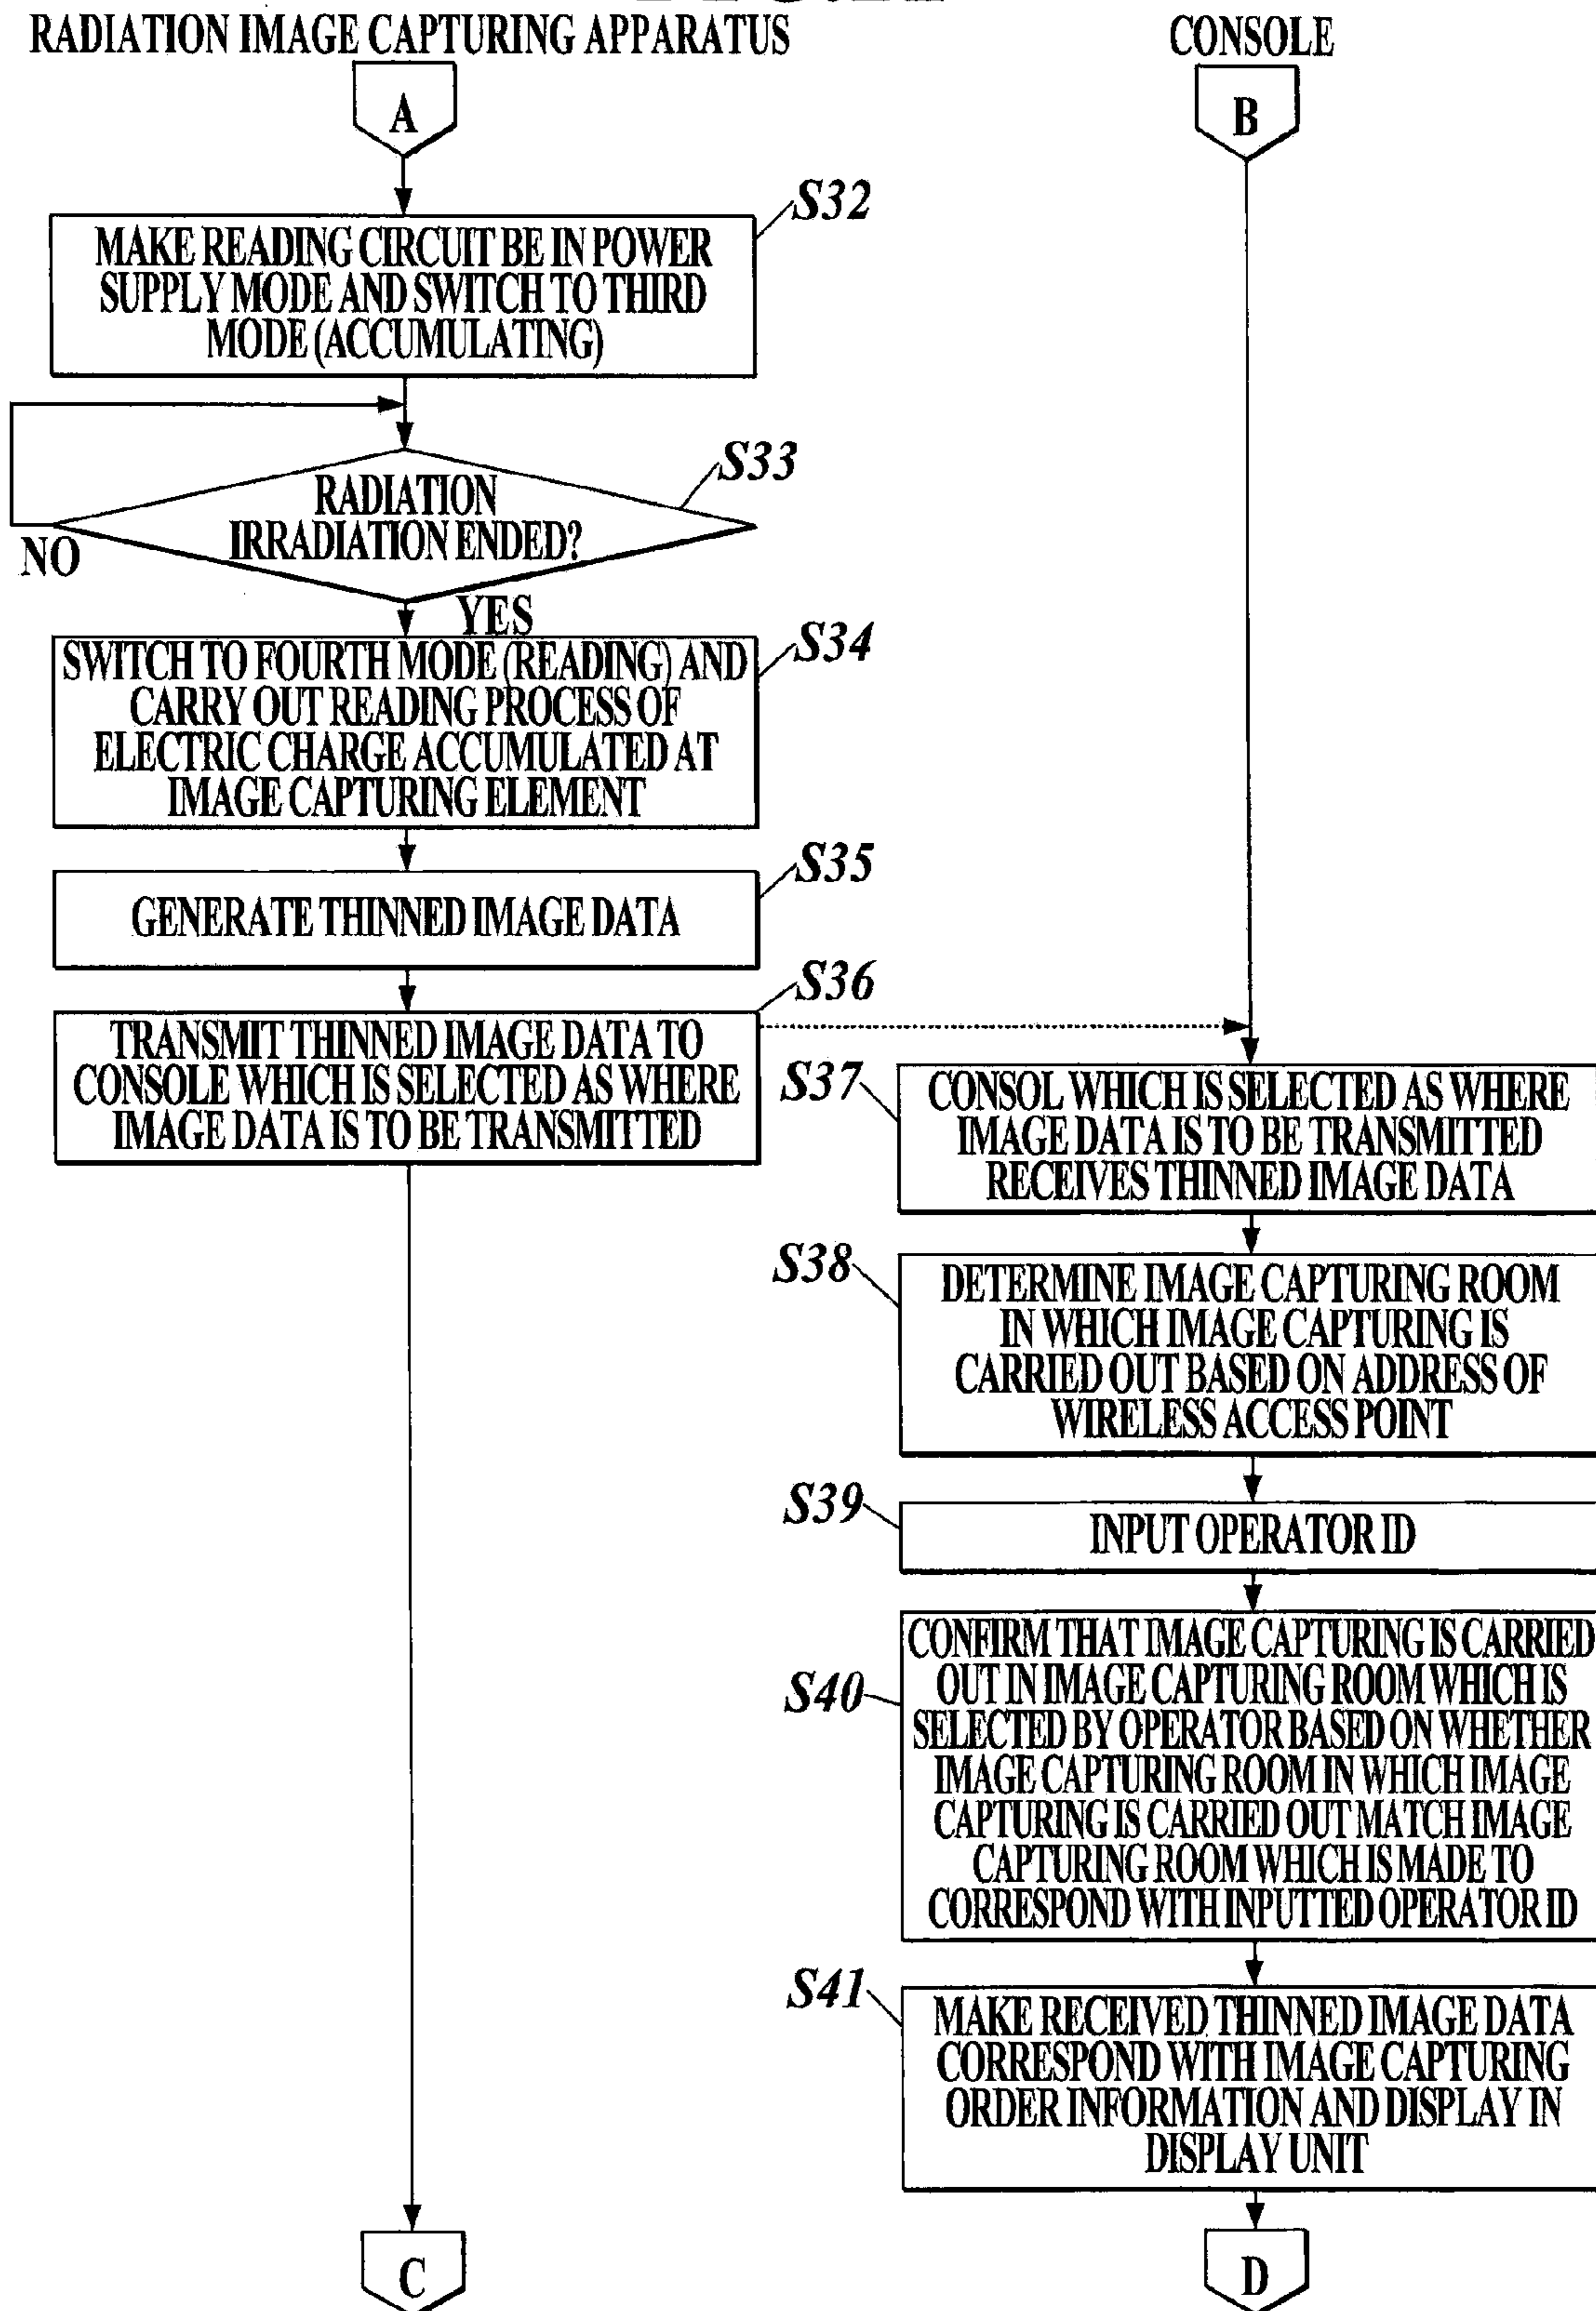 RADIATION IMAGE CAPTURING APPARATUS
CONSOLE
A
B
S32
MAKE READING CIRCUIT BE IN POWER
SUPPLY MODE AND SWITCH TO THIRD
MODE (ACCUMULATING)
S33
RADIATION
IRRADIATION ENDED?
NO
YES
S34
SWITCH TO FOURTH MODE (READING) AND
CARRY OUT READING PROCESS OF
ELECTRIC CHARGE ACCUMULATED AT
IMAGE CAPTURING ELEMENT
S35
GENERATE THINNED IMAGE DATA
S36
TRANSMIT THINNED IMAGE DATA TO
CONSOLE WHICH IS SELECTED AS WHERE
IMAGE DATA IS TO BE TRANSMITTED
S37
CONSOL WHICH IS SELECTED AS WHERE
IMAGE DATA IS TO BE TRANSMITTED
RECEIVES THINNED IMAGE DATA
S38
DETERMINE IMAGE CAPTURING ROOM
IN WHICH IMAGE CAPTURING IS
CARRIED OUT BASED ON ADDRESS OF
WIRELESS ACCESS POINT
S39
INPUT OPERATOR ID
S40
CONFIRM THAT IMAGE CAPTURING IS CARRIED
OUT IN IMAGE CAPTURING ROOM WHICH IS
SELECTED BY OPERATOR BASED ON WHETHER
IMAGE CAPTURING ROOM IN WHICH IMAGE
CAPTURING IS CARRIED OUT MATCH IMAGE
CAPTURING ROOM WHICH IS MADE TO
CORRESPOND WITH INPUTTED OPERATOR ID
S41
MAKE RECEIVED THINNED IMAGE DATA
CORRESPOND WITH IMAGE CAPTURING
ORDER INFORMATION AND DISPLAY IN
DISPLAY UNIT
C
D